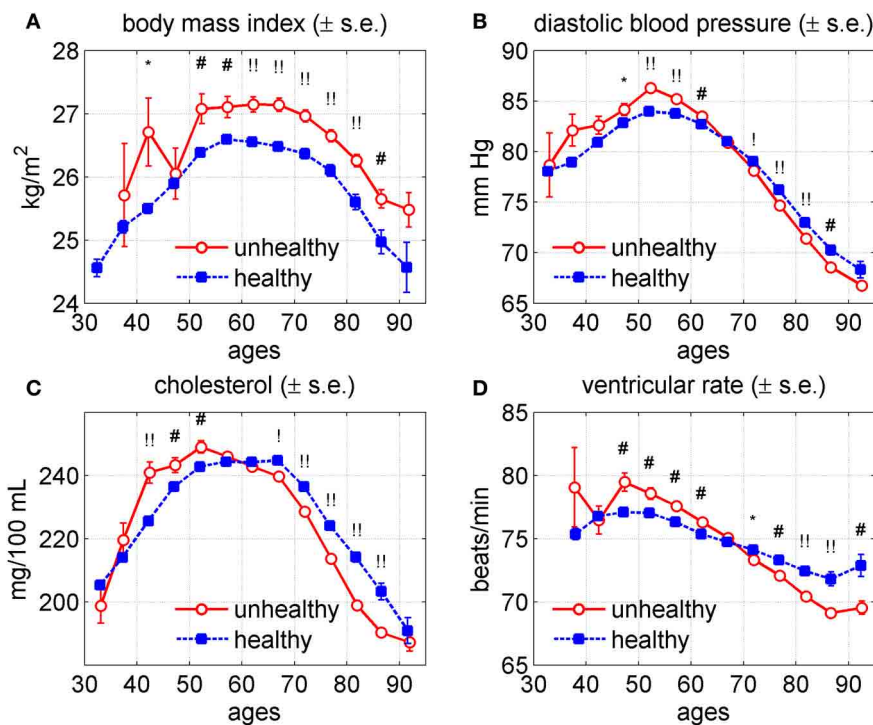 A body mass index (± s.e.)
28
27
26
25
24
kg/m²
* # # !! !! !! !! !! #
unhealthy
healthy
30 40 50 60 70 80 90
ages
B diastolic blood pressure (± s.e.)
90
85
80
75
70
65
mm Hg
* !! !! # ! !! !! #
unhealthy
healthy
30 40 50 60 70 80 90
ages
C cholesterol (± s.e.)
240
220
200
mg/100 mL
!! # # ! !! !! !! !!
unhealthy
healthy
30 40 50 60 70 80 90
ages
D ventricular rate (± s.e.)
85
80
75
70
65
beats/min
# # # # * # !! !! #
unhealthy
healthy
30 40 50 60 70 80 90
ages